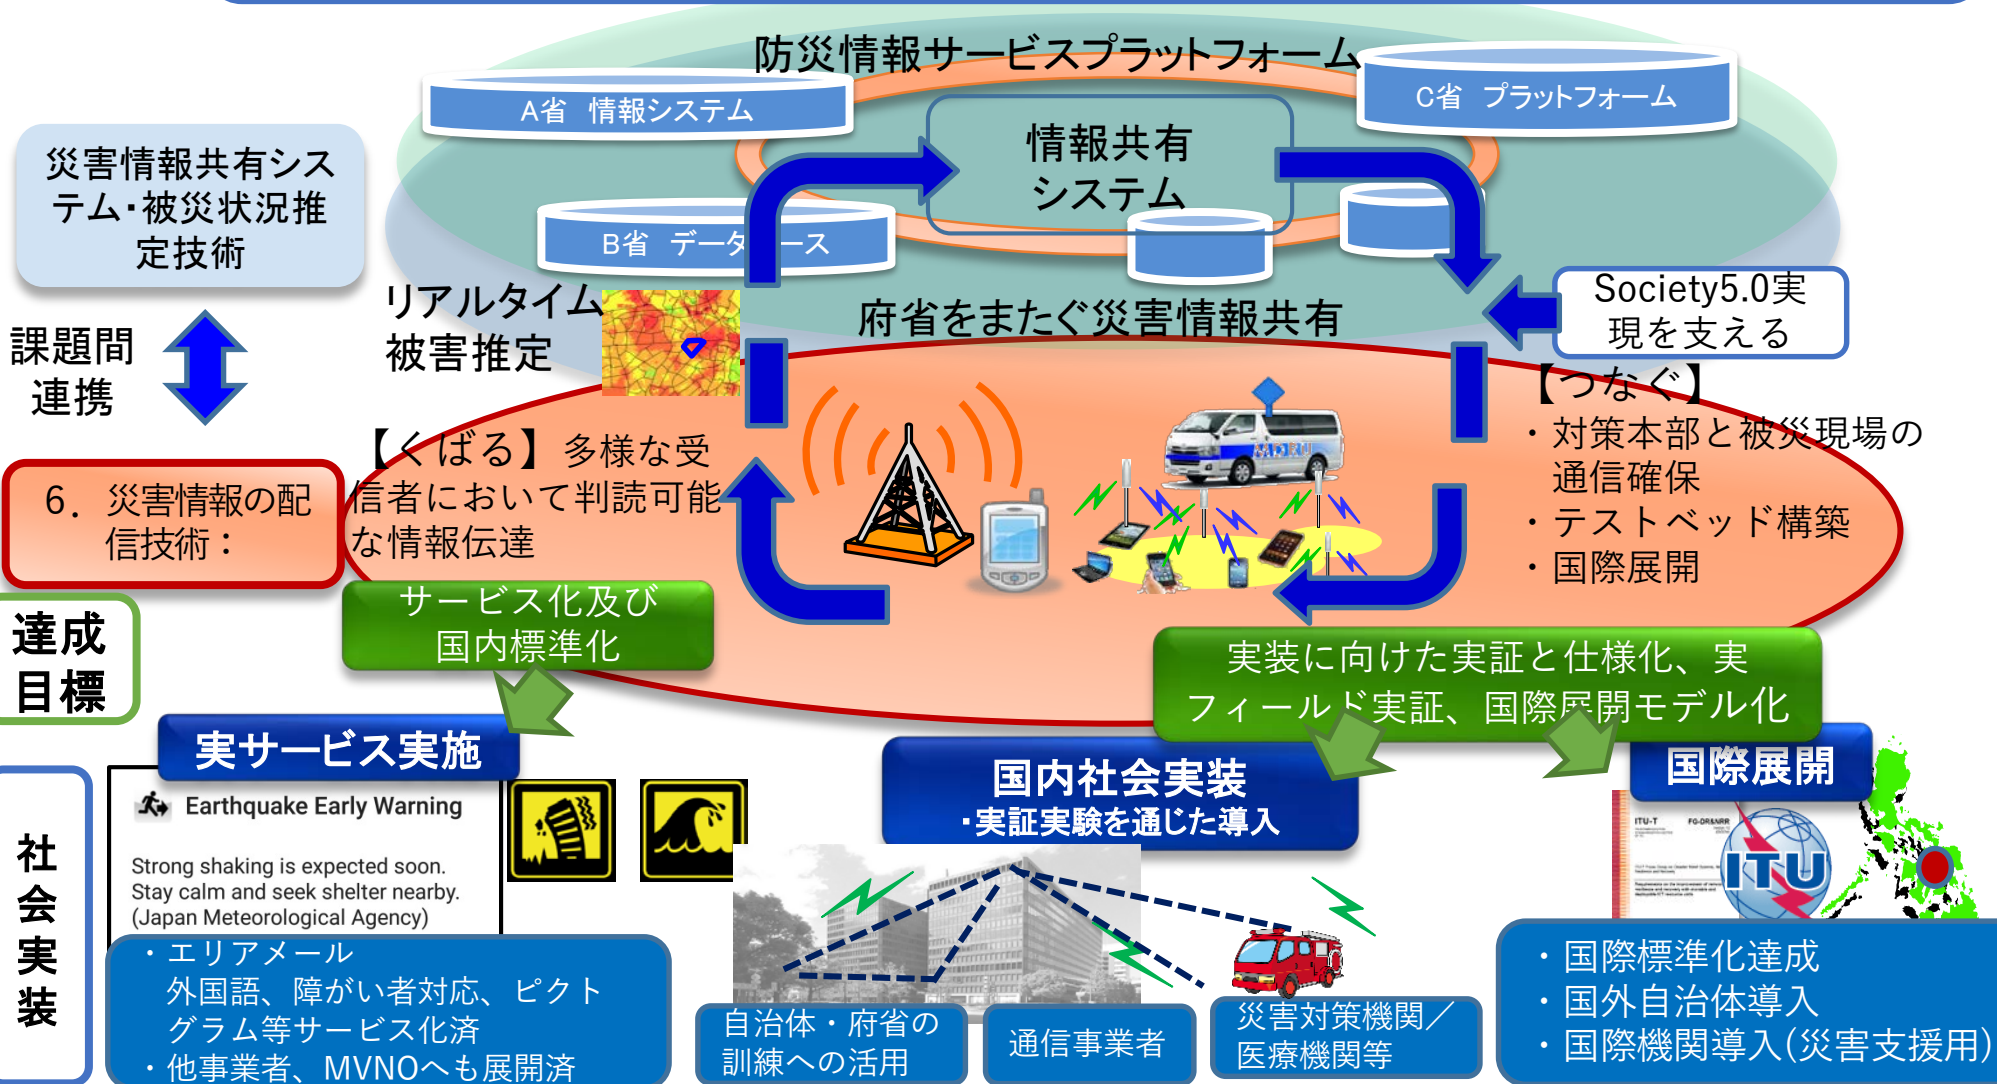 防災情報サービスプラットフォーム
A省 情報システム
C省 プラットフォーム
情報共有
システム
B省 データベース
災害情報共有シス
テム・被災状況推
定技術
リアルタイム
被害推定
府省をまたぐ災害情報共有
Society5.0実
現を支える
課題間
連携
【つなぐ】
・対策本部と被災現場の
通信確保
・テストベッド構築
・国際展開
【くばる】多様な受
信者において判読可能
な情報伝達
6. 災害情報の配
信技術：
サービス化及び
国内標準化
達成
目標
実装に向けた実証と仕様化、実
フィールド実証、国際展開モデル化
実サービス実施
国内社会実装
・実証実験を通じた導入
国際展開
社会実装
Earthquake Early Warning
Strong shaking is expected soon.
Stay calm and seek shelter nearby.
(Japan Meteorological Agency)
ITU-T FG-DR&NRR
ITU
・エリアメール
外国語、障がい者対応、ピクト
グラム等サービス化済
・他事業者、MVNOへも展開済
自治体・府省の
訓練への活用
通信事業者
災害対策機関／
医療機関等
・国際標準化達成
・国外自治体導入
・国際機関導入(災害支援用)